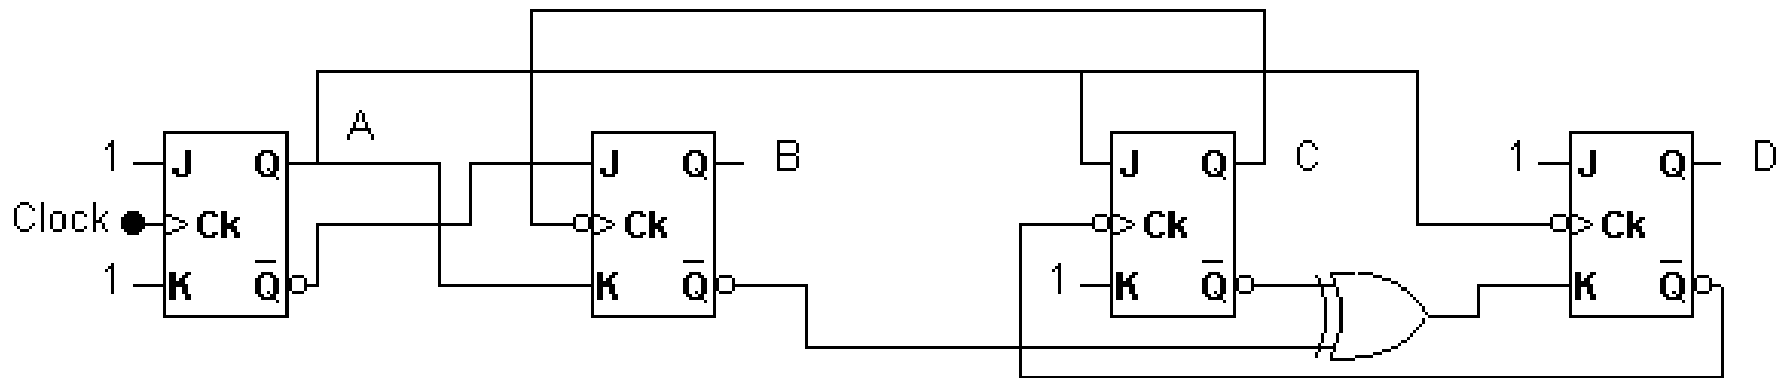 A
1 J Q
Clock Ck
1 K Q̅
J Q B
Ck
K Q̅
J Q C
Ck
1 K Q̅
1 J Q D
Ck
K Q̅